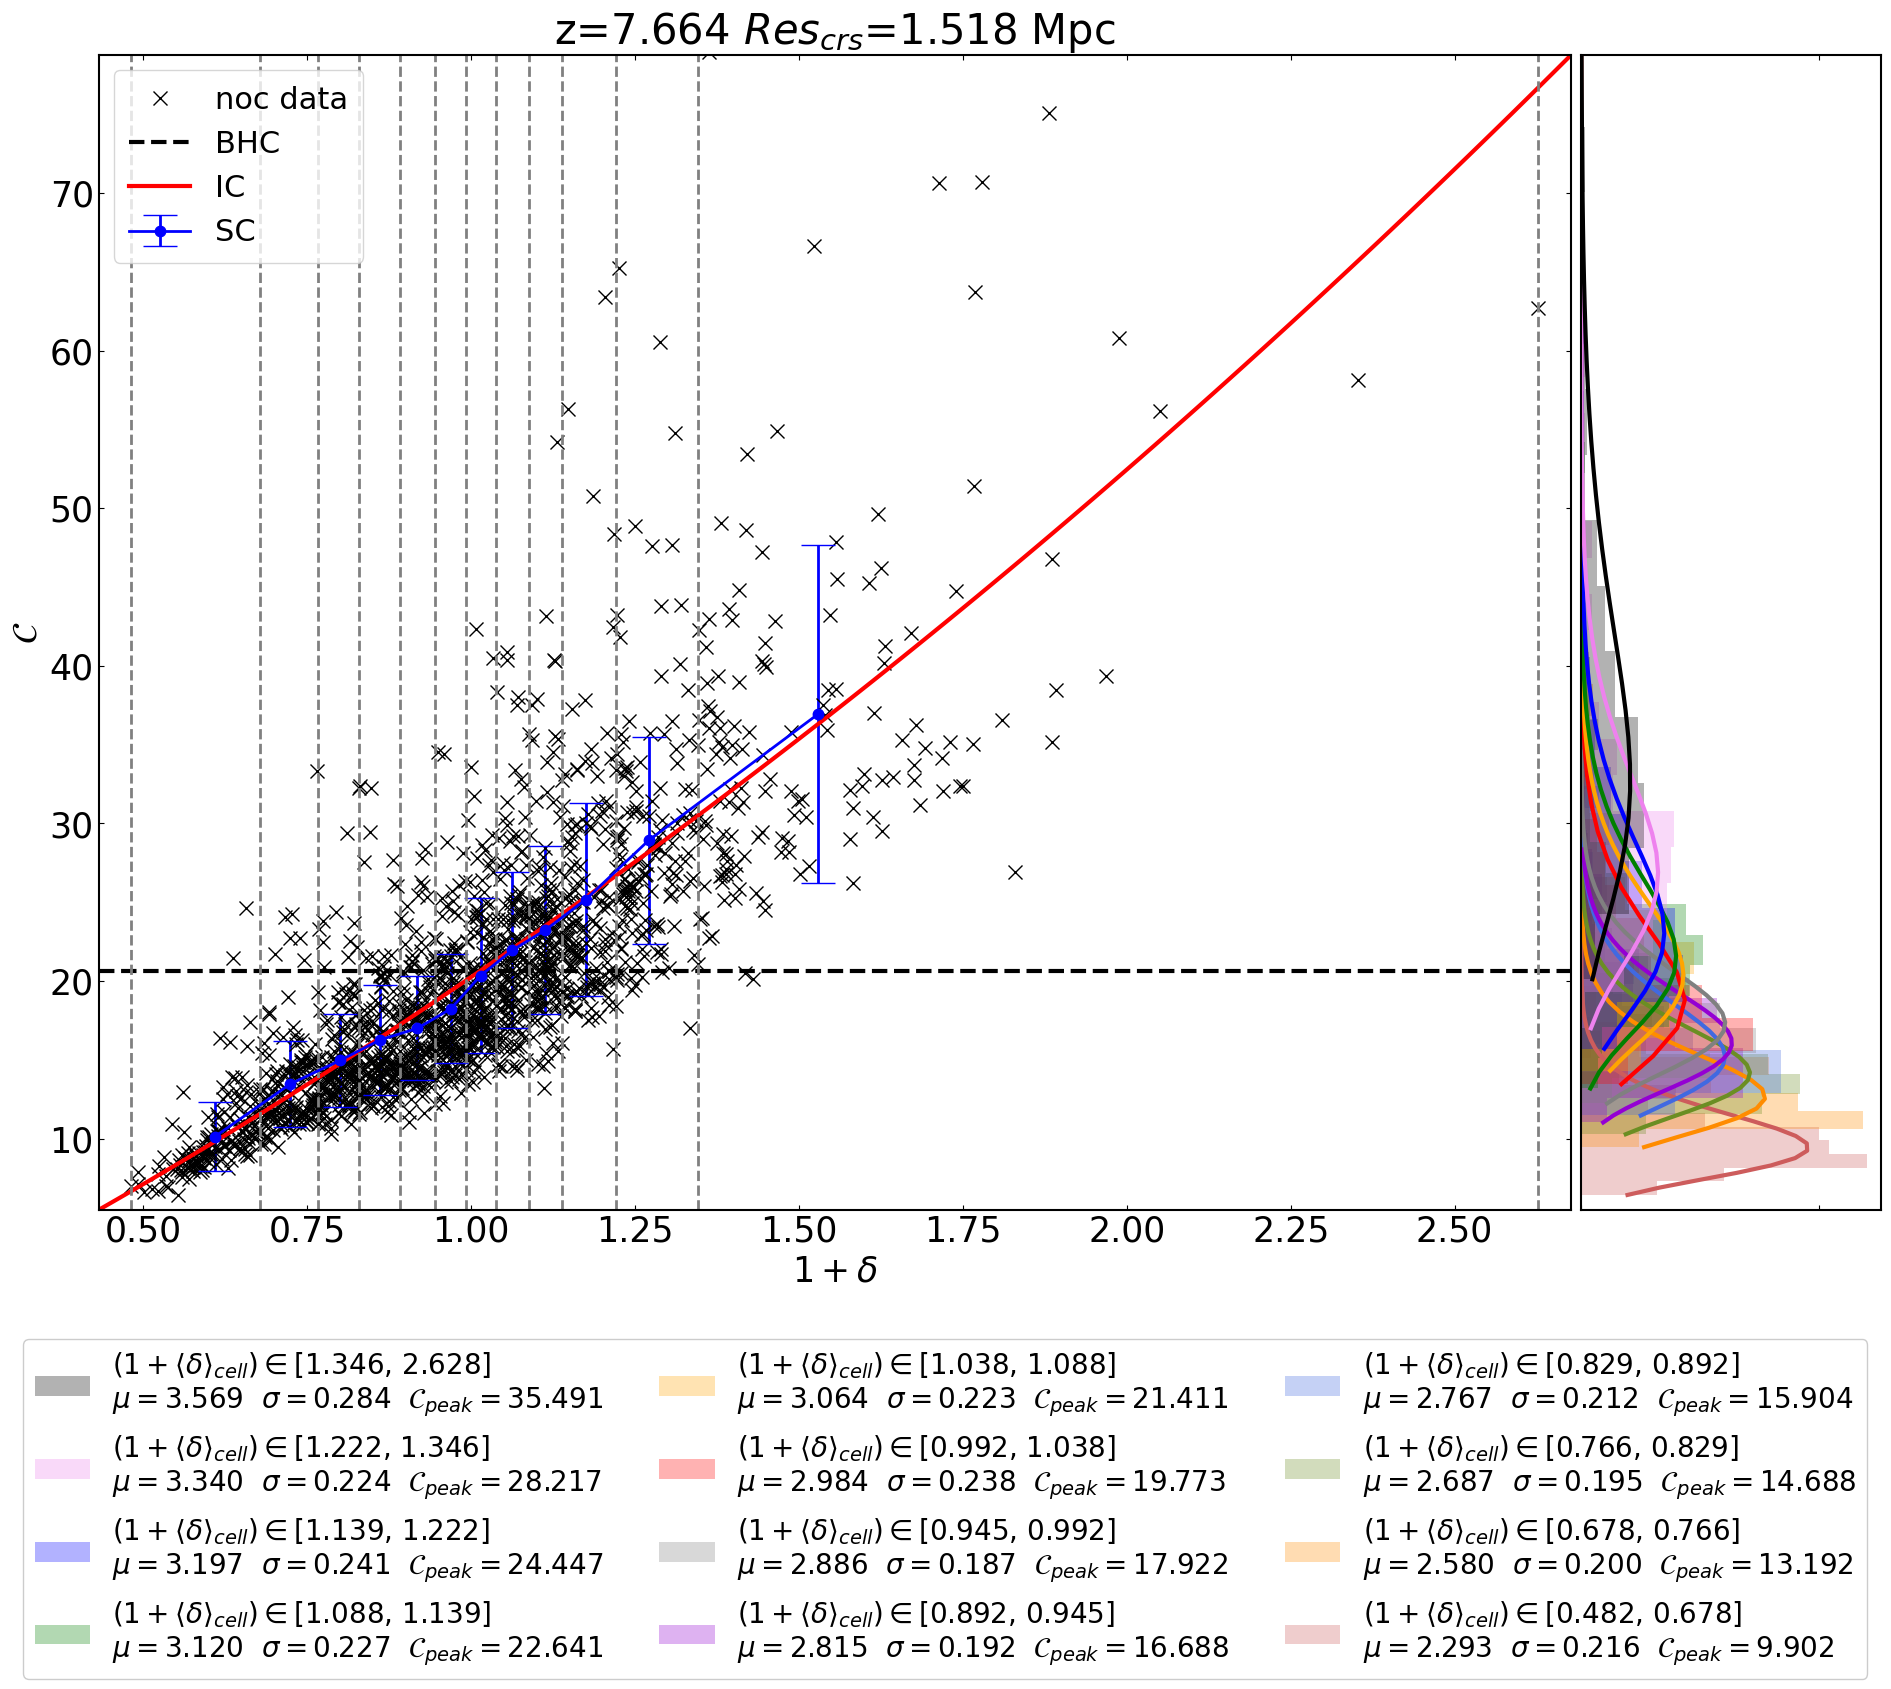 z=7.664 Res_crs=1.518 Mpc
noc data
BHC
IC
SC
70
60
50
40
30
20
10
𝒞
0.50 0.75 1.00 1.25 1.50 1.75 2.00 2.25 2.50
1 + δ
(1 + ⟨δ⟩_cell) ∈ [1.346, 2.628]
μ = 3.569 σ = 0.284 𝒞_peak = 35.491
(1 + ⟨δ⟩_cell) ∈ [1.222, 1.346]
μ = 3.340 σ = 0.224 𝒞_peak = 28.217
(1 + ⟨δ⟩_cell) ∈ [1.139, 1.222]
μ = 3.197 σ = 0.241 𝒞_peak = 24.447
(1 + ⟨δ⟩_cell) ∈ [1.088, 1.139]
μ = 3.120 σ = 0.227 𝒞_peak = 22.641
(1 + ⟨δ⟩_cell) ∈ [1.038, 1.088]
μ = 3.064 σ = 0.223 𝒞_peak = 21.411
(1 + ⟨δ⟩_cell) ∈ [0.992, 1.038]
μ = 2.984 σ = 0.238 𝒞_peak = 19.773
(1 + ⟨δ⟩_cell) ∈ [0.945, 0.992]
μ = 2.886 σ = 0.187 𝒞_peak = 17.922
(1 + ⟨δ⟩_cell) ∈ [0.892, 0.945]
μ = 2.815 σ = 0.192 𝒞_peak = 16.688
(1 + ⟨δ⟩_cell) ∈ [0.829, 0.892]
μ = 2.767 σ = 0.212 𝒞_peak = 15.904
(1 + ⟨δ⟩_cell) ∈ [0.766, 0.829]
μ = 2.687 σ = 0.195 𝒞_peak = 14.688
(1 + ⟨δ⟩_cell) ∈ [0.678, 0.766]
μ = 2.580 σ = 0.200 𝒞_peak = 13.192
(1 + ⟨δ⟩_cell) ∈ [0.482, 0.678]
μ = 2.293 σ = 0.216 𝒞_peak = 9.902